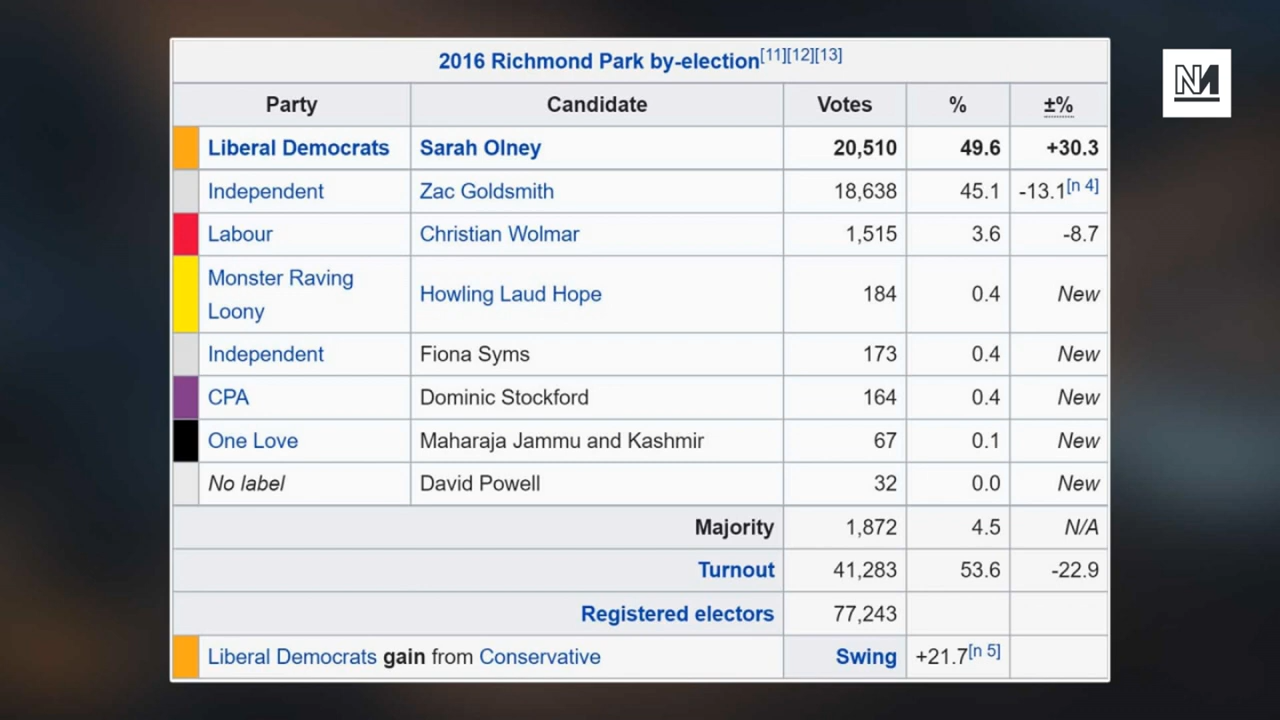 2016 Richmond Park by-election[11][12][13]
Party Candidate Votes % ±%
Liberal Democrats Sarah Olney 20,510 49.6 +30.3
Independent Zac Goldsmith 18,638 45.1 -13.1[n 4]
Labour Christian Wolmar 1,515 3.6 -8.7
Monster Raving
Loony Howling Laud Hope 184 0.4 New
Independent Fiona Syms 173 0.4 New
CPA Dominic Stockford 164 0.4 New
One Love Maharaja Jammu and Kashmir 67 0.1 New
No label David Powell 32 0.0 New
Majority 1,872 4.5 N/A
Turnout 41,283 53.6 -22.9
Registered electors 77,243
Liberal Democrats gain from Conservative Swing +21.7[n 5]
NM